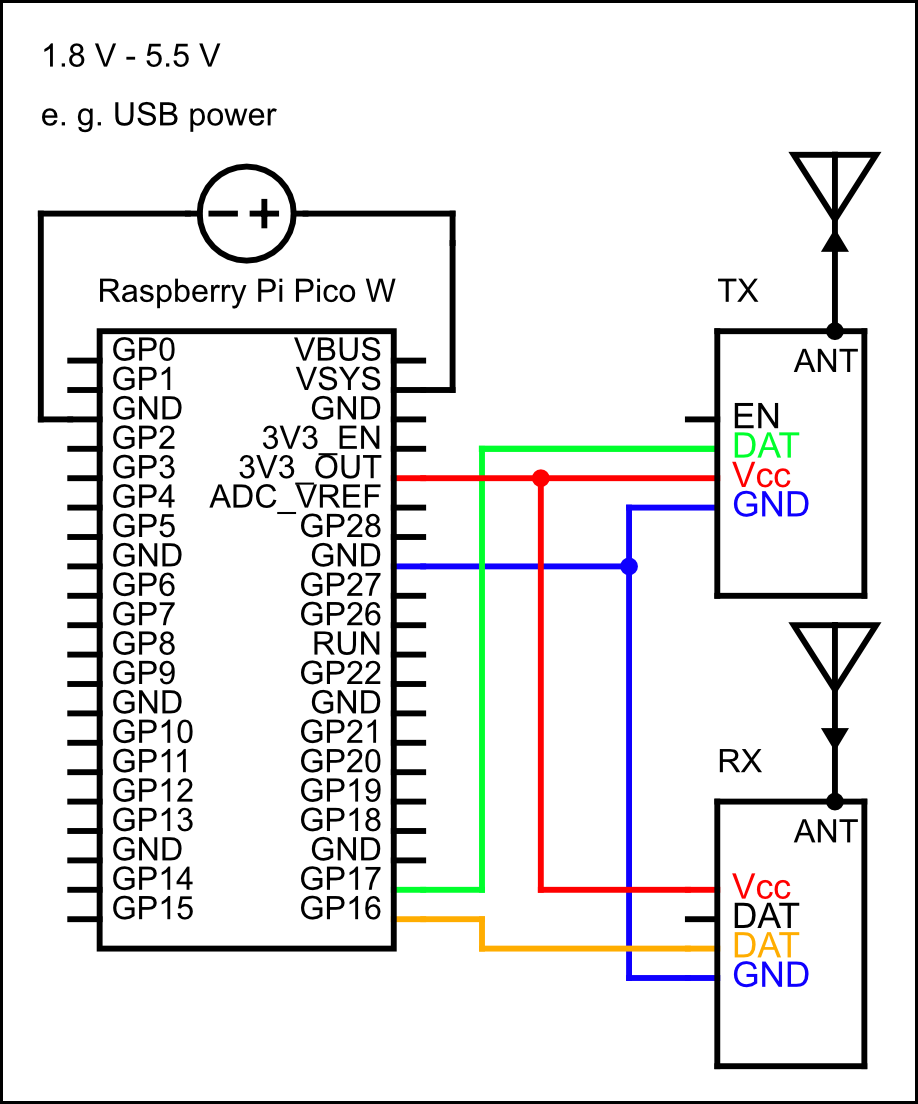 1.8 V - 5.5 V
e. g. USB power
Raspberry Pi Pico W
GP0 VBUS
GP1 VSYS
GND GND
GP2 3V3_EN
GP3 3V3_OUT
GP4 ADC_VREF
GP5 GP28
GND GND
GP6 GP27
GP7 GP26
GP8 RUN
GP9 GP22
GND GND
GP10 GP21
GP11 GP20
GP12 GP19
GP13 GP18
GND GND
GP14 GP17
GP15 GP16
TX
ANT
EN
DAT
Vcc
GND
RX
ANT
Vcc
DAT
DAT
GND